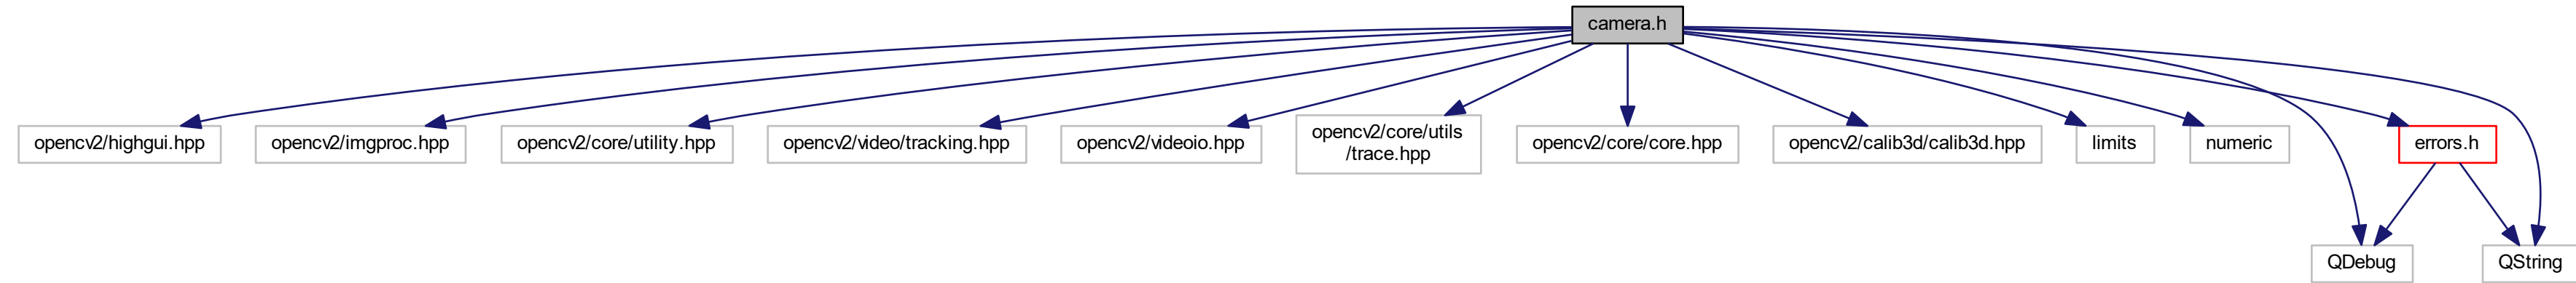 camera.h
opencv2/highgui.hpp
opencv2/imgproc.hpp
opencv2/core/utility.hpp
opencv2/video/tracking.hpp
opencv2/videoio.hpp
opencv2/core/utils
/trace.hpp
opencv2/core/core.hpp
opencv2/calib3d/calib3d.hpp
limits
numeric
errors.h
QDebug
QString